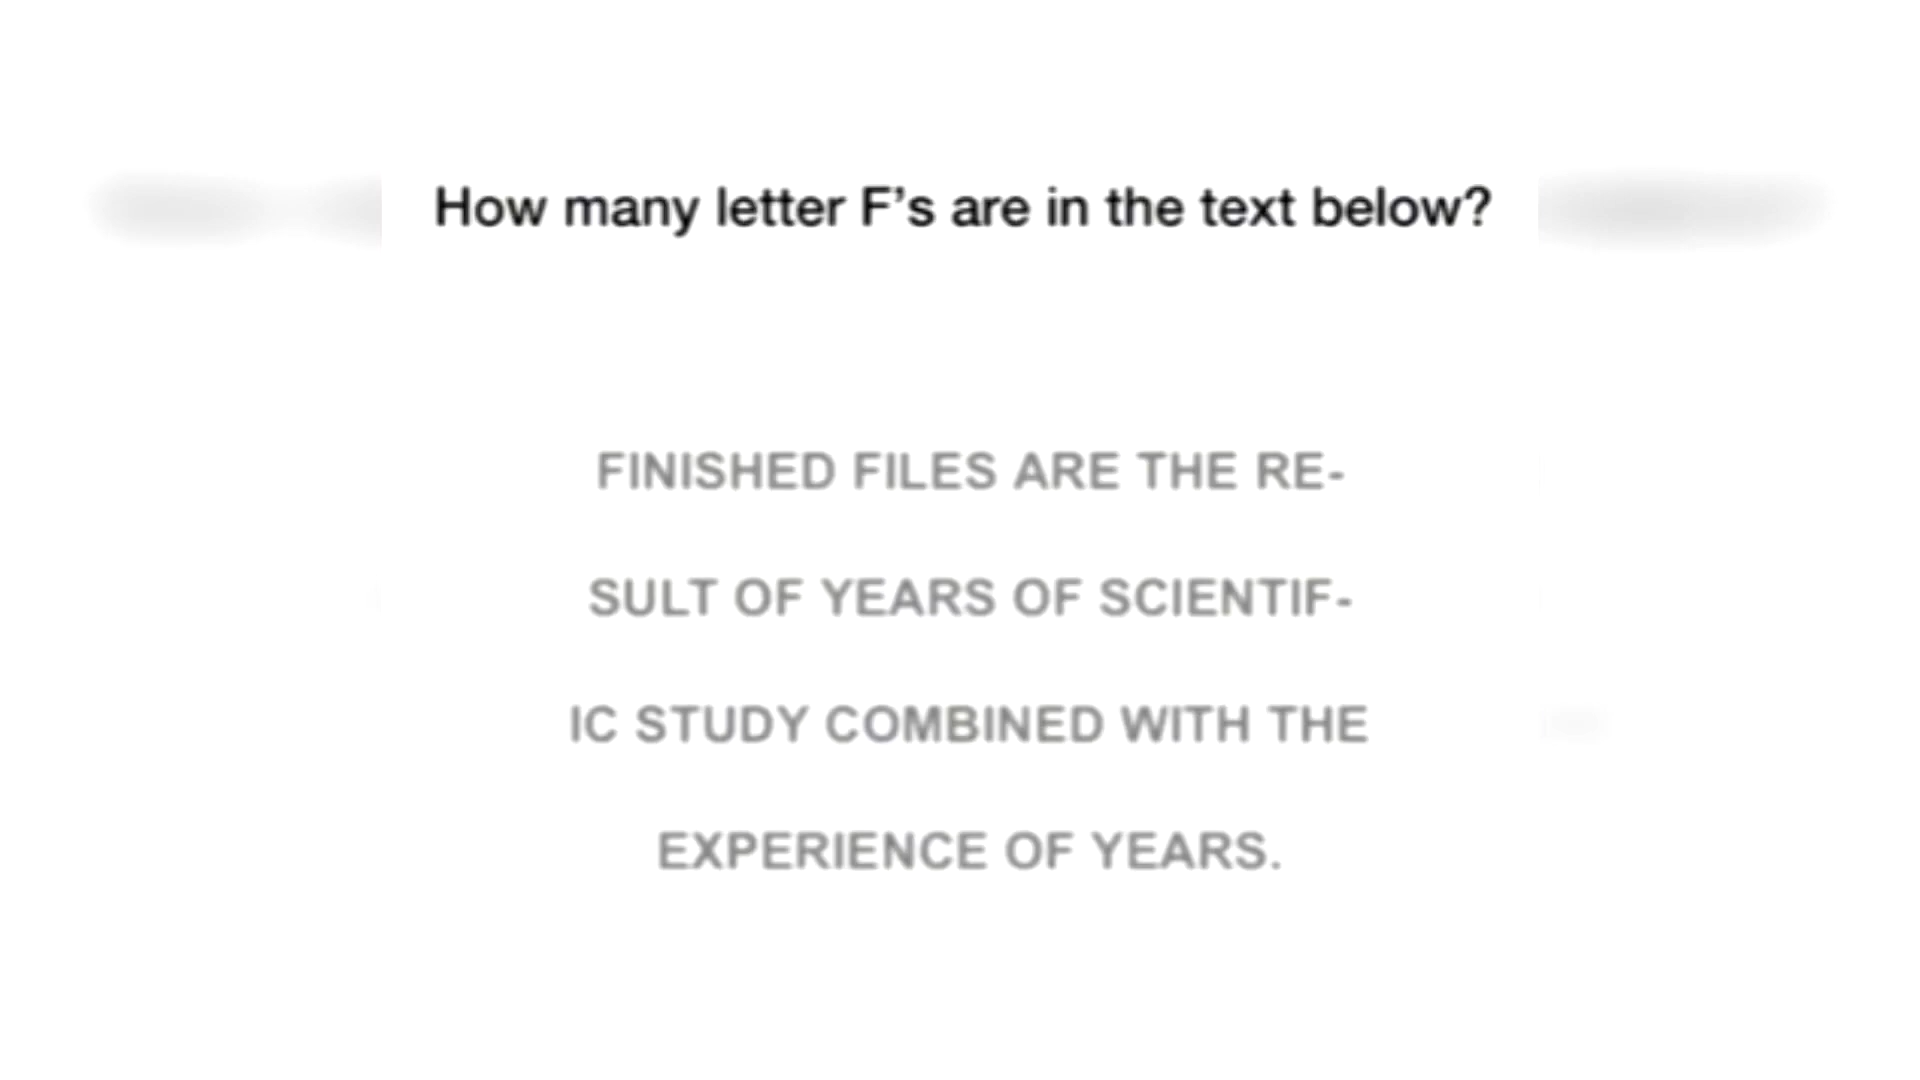 How many letter F’s are in the text below?
FINISHED FILES ARE THE RE-
SULT OF YEARS OF SCIENTIF-
IC STUDY COMBINED WITH THE
EXPERIENCE OF YEARS.